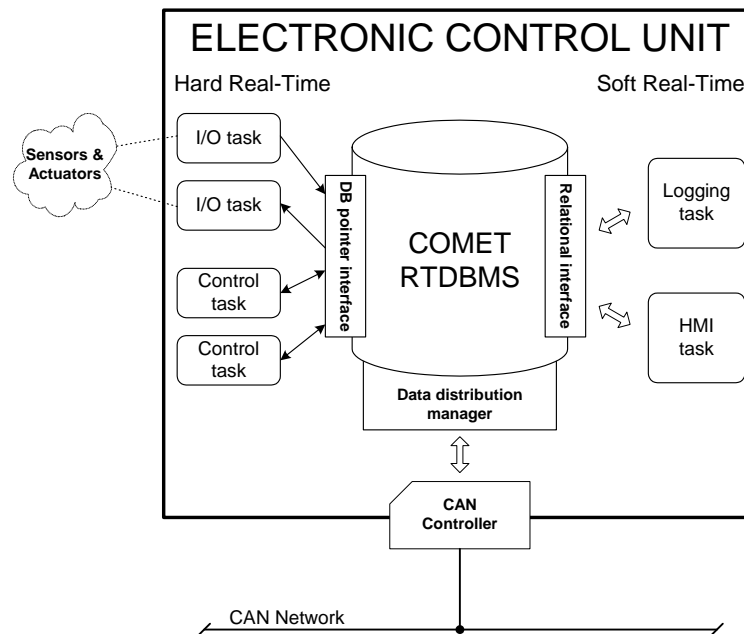 ELECTRONIC CONTROL UNIT
Hard Real-Time
Soft Real-Time
Sensors &
Actuators
I/O task
I/O task
Control
task
Control
task
DB pointer interface
COMET
RTDBMS
Relational interface
Logging
task
HMI
task
Data distribution
manager
CAN
Controller
CAN Network